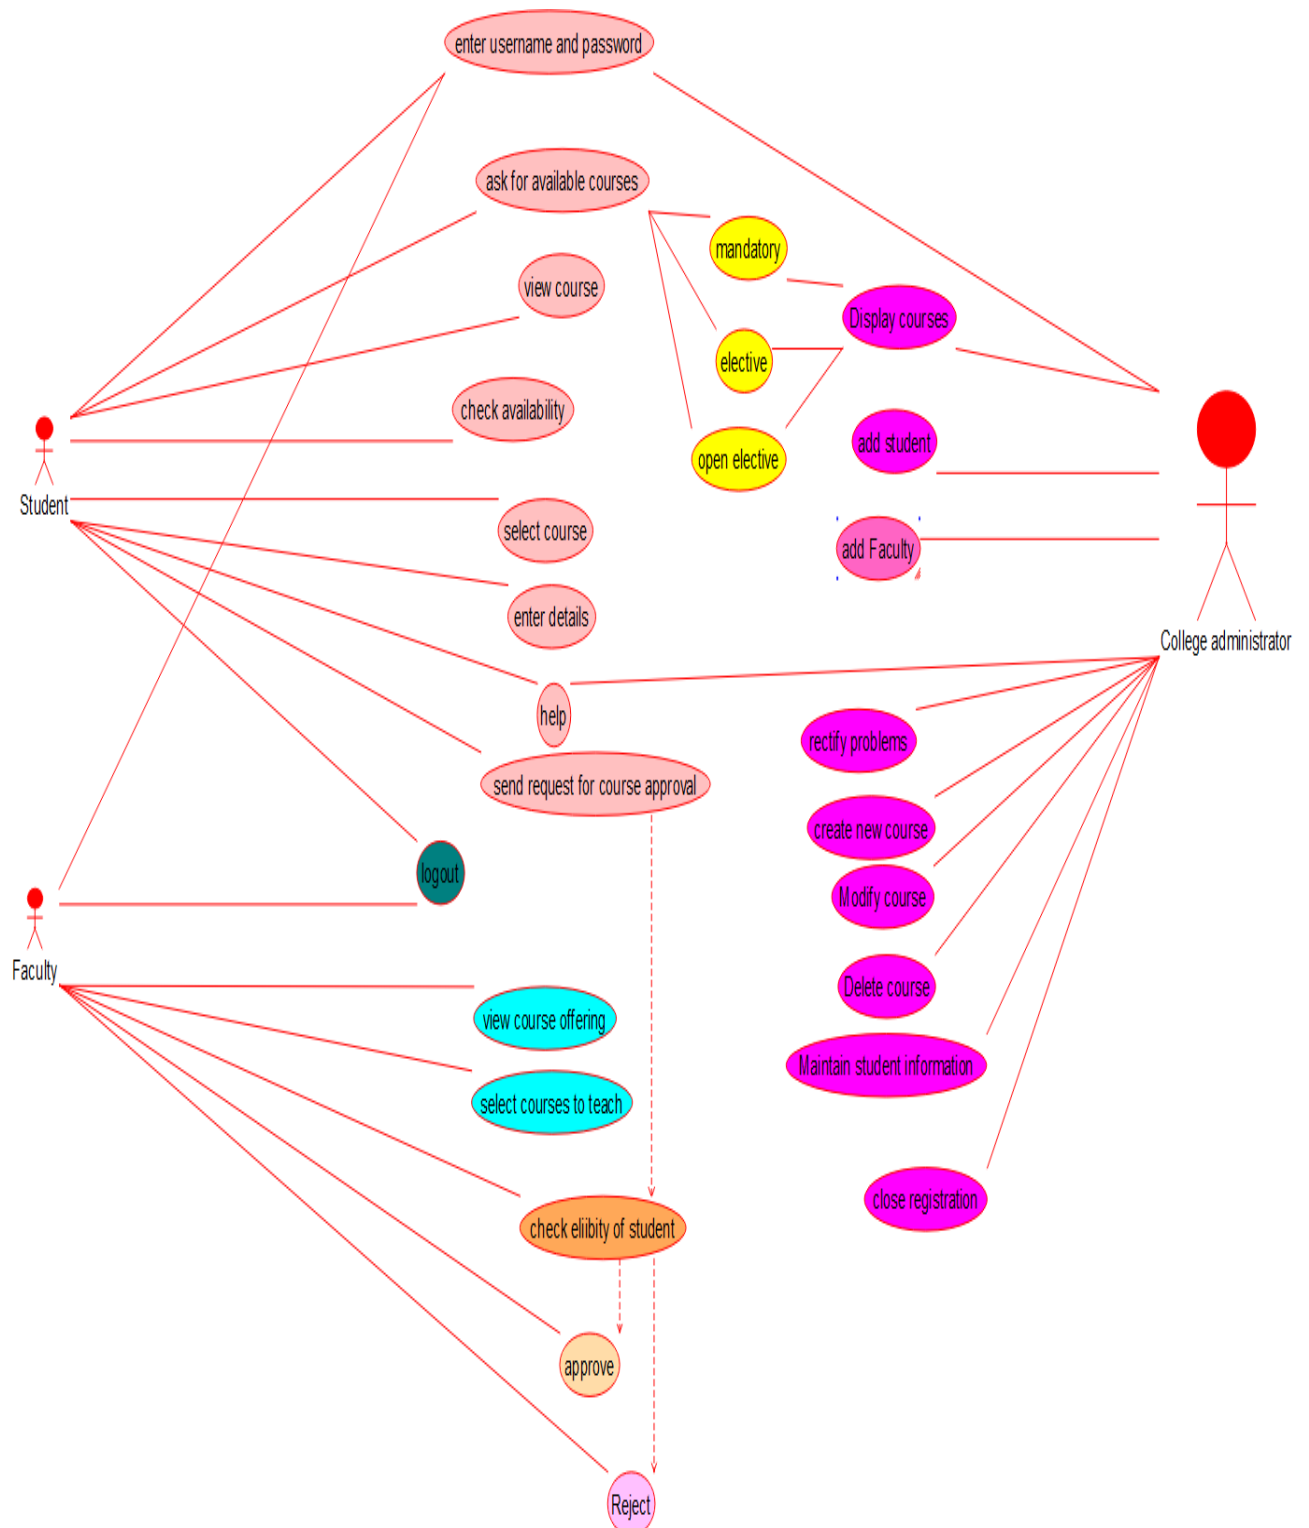 enter username and password
ask for available courses
mandatory
view course
Display courses
elective
check availability
add student
open elective
Student
select course
add Faculty
enter details
College administrator
help
rectify problems
send request for course approval
create new course
logout
Modify course
Faculty
Delete course
view course offering
Maintain student information
select courses to teach
close registration
check eliibity of student
approve
Reject